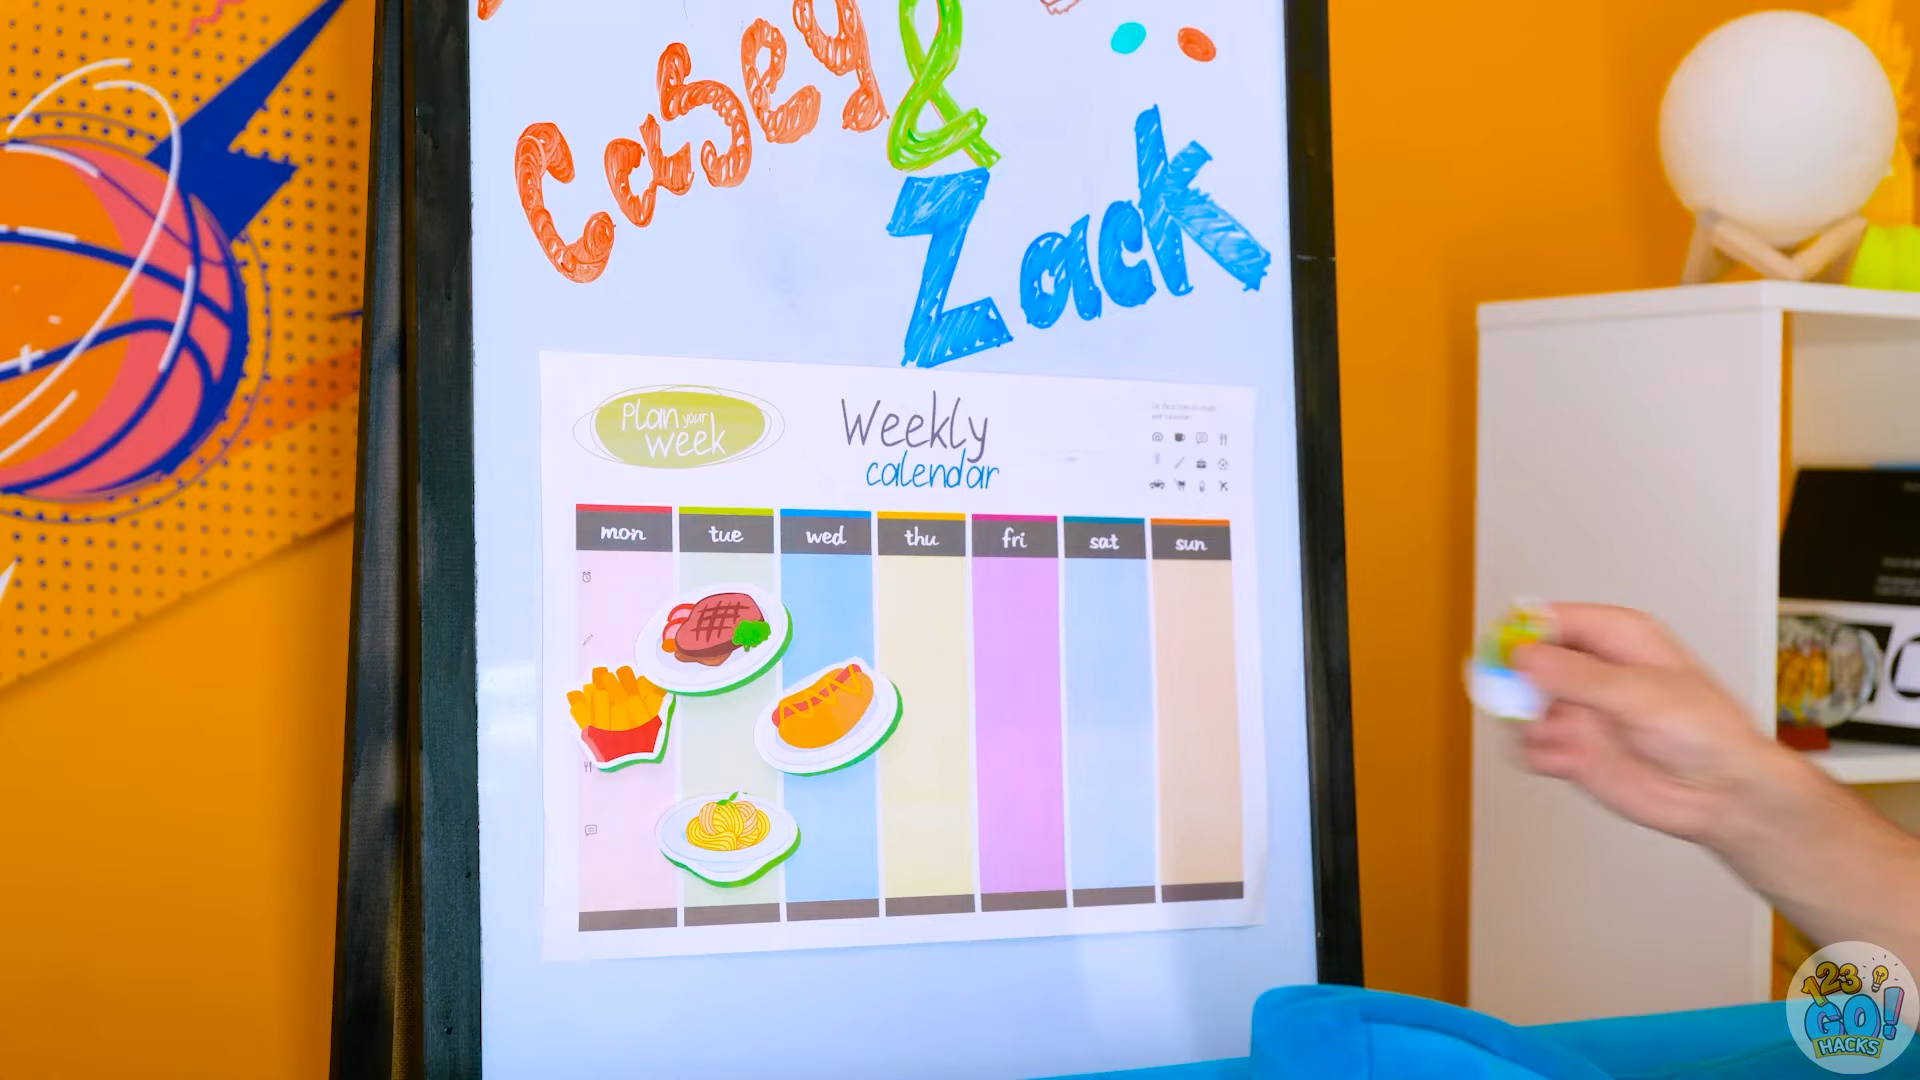 Casey
&
Zack
Plan your
week
Weekly
calendar
mon tue wed thu fri sat sun
123
GO!
HACKS